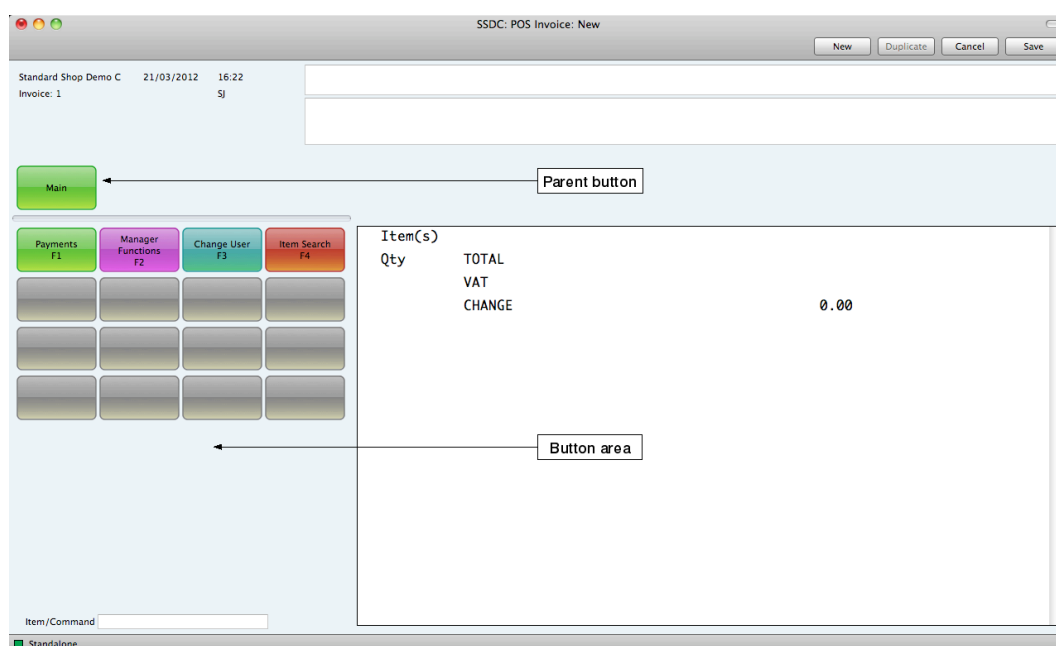 SSDC: POS Invoice: New
New Duplicate Cancel Save
Standard Shop Demo C 21/03/2012 16:22
Invoice: 1 SJ
Main
Parent button
Payments
F1
Manager
Functions
F2
Change User
F3
Item Search
F4
Item(s)
Qty TOTAL
VAT
CHANGE 0.00
Button area
Item/Command
Standalone